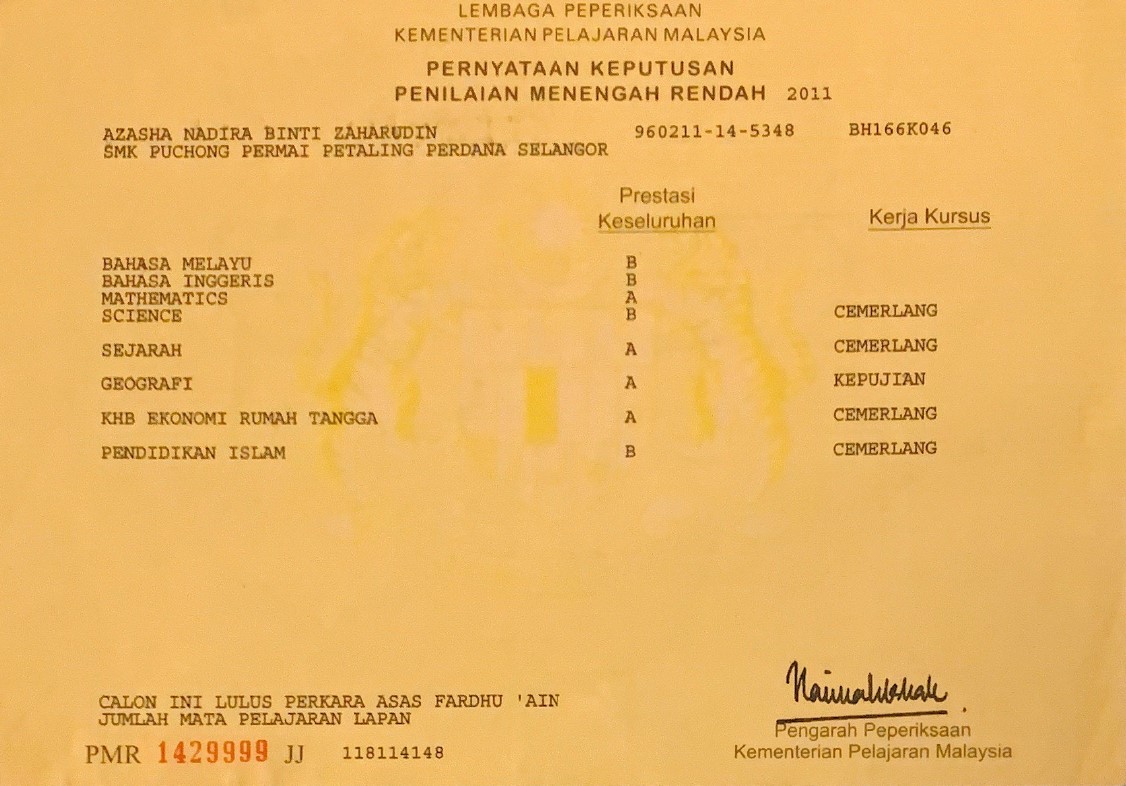 LEMBAGA PEPERIKSAAN
KEMENTERIAN PELAJARAN MALAYSIA
PERNYATAAN KEPUTUSAN
PENILAIAN MENENGAH RENDAH 2011
AZASHA NADIRA BINTI ZAHARUDIN 960211-14-5348 BH166K046
SMK PUCHONG PERMAI PETALING PERDANA SELANGOR
Prestasi
Keseluruhan Kerja Kursus
BAHASA MELAYU B
BAHASA INGGERIS B
MATHEMATICS A
SCIENCE B CEMERLANG
SEJARAH A CEMERLANG
GEOGRAFI A KEPUJIAN
KHB EKONOMI RUMAH TANGGA A CEMERLANG
PENDIDIKAN ISLAM B CEMERLANG
CALON INI LULUS PERKARA ASAS FARDHU 'AIN
JUMLAH MATA PELAJARAN LAPAN
PMR 1429999 JJ 118114148
Pengarah Peperiksaan
Kementerian Pelajaran Malaysia